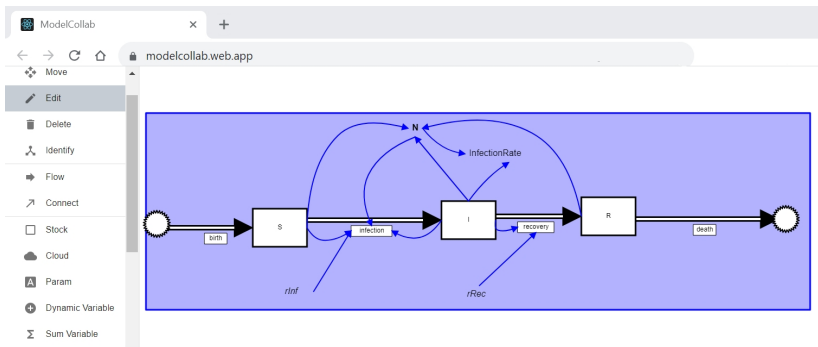 ModelCollab
modelcollab.web.app
Move
Edit
Delete
Identify
Flow
Connect
Stock
Cloud
Param
Dynamic Variable
Sum Variable
N
InfectionRate
S
I
R
birth
infection
recovery
death
rInf
rRec